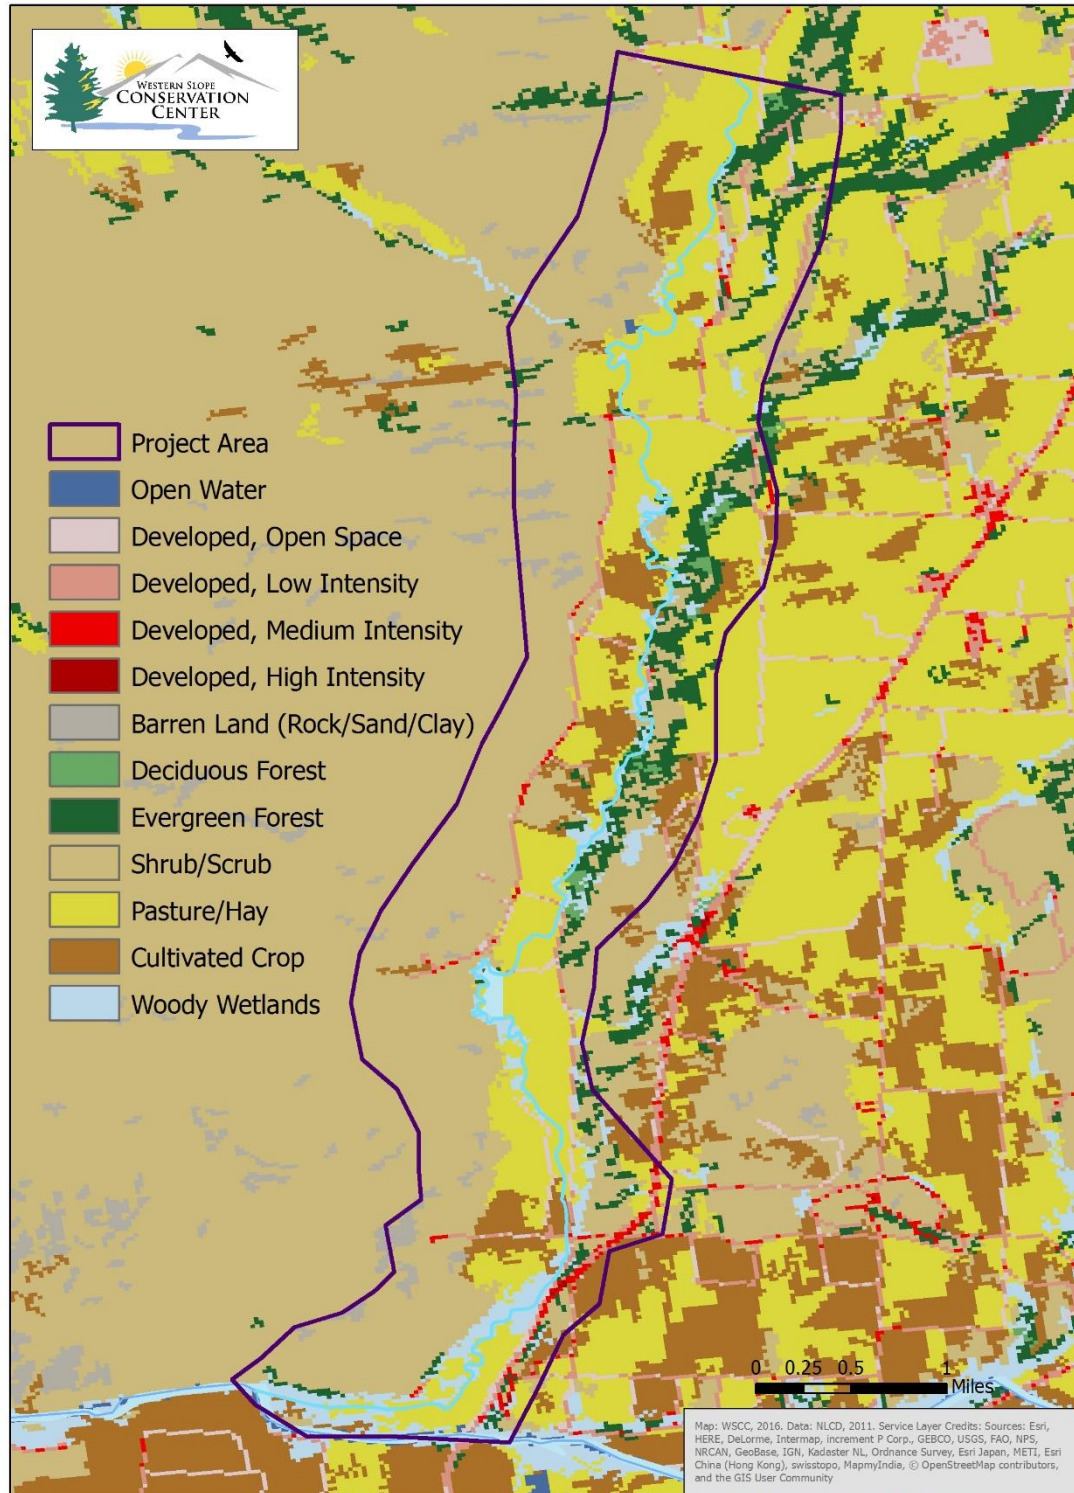 WESTERN SLOPE
CONSERVATION
CENTER
Project Area
Open Water
Developed, Open Space
Developed, Low Intensity
Developed, Medium Intensity
Developed, High Intensity
Barren Land (Rock/Sand/Clay)
Deciduous Forest
Evergreen Forest
Shrub/Scrub
Pasture/Hay
Cultivated Crop
Woody Wetlands
0 0.25 0.5 1
Miles
Map: WSCC, 2016. Data: NLCD, 2011. Service Layer Credits: Sources: Esri,
HERE, DeLorme, Intermap, increment P Corp., GEBCO, USGS, FAO, NPS,
NRCAN, GeoBase, IGN, Kadaster NL, Ordnance Survey, Esri Japan, METI, Esri
China (Hong Kong), swisstopo, MapmyIndia, © OpenStreetMap contributors,
and the GIS User Community